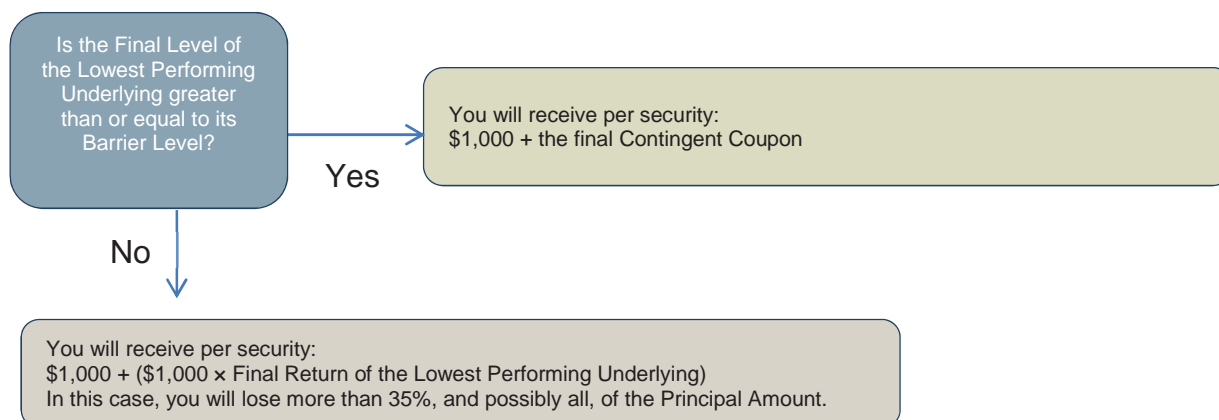 Is the Final Level of
the Lowest Performing
Underlying greater
than or equal to its
Barrier Level?
Yes
You will receive per security:
$1,000 + the final Contingent Coupon
No
You will receive per security:
$1,000 + ($1,000 × Final Return of the Lowest Performing Underlying)
In this case, you will lose more than 35%, and possibly all, of the Principal Amount.